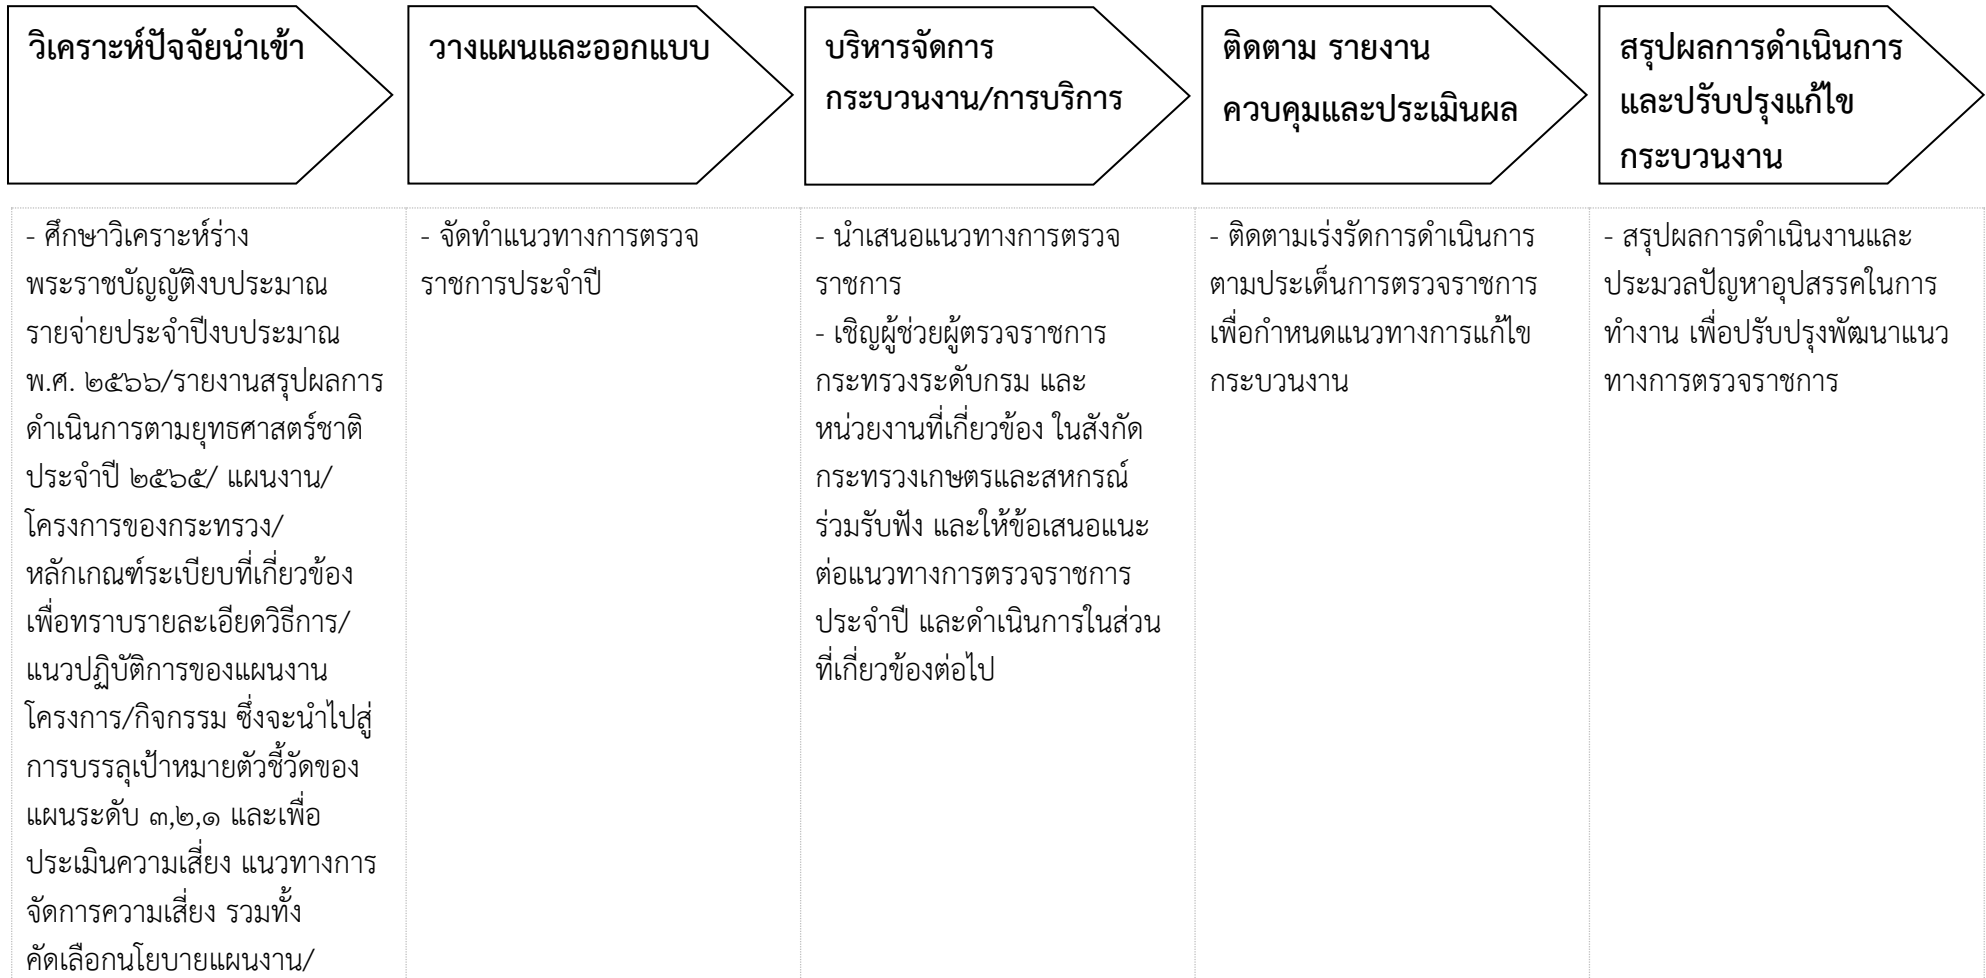 วิเคราะห์ปัจจัยนำเข้า
วางแผนและออกแบบ
บริหารจัดการ
กระบวนงาน/การบริการ
ติดตาม รายงาน
ควบคุมและประเมินผล
สรุปผลการดำเนินการ
และปรับปรุงแก้ไข
กระบวนงาน
- ศึกษาวิเคราะห์ร่าง
พระราชบัญญัติงบประมาณ
รายจ่ายประจำปีงบประมาณ
พ.ศ. ๒๕๖๖/รายงานสรุปผลการ
ดำเนินการตามยุทธศาสตร์ชาติ
ประจำปี ๒๕๖๕/ แผนงาน/
โครงการของกระทรวง/
หลักเกณฑ์ระเบียบที่เกี่ยวข้อง
เพื่อทราบรายละเอียดวิธีการ/
แนวปฏิบัติการของแผนงาน
โครงการ/กิจกรรม ซึ่งจะนำไปสู่
การบรรลุเป้าหมายตัวชี้วัดของ
แผนระดับ ๓,๒,๑ และเพื่อ
ประเมินความเสี่ยง แนวทางการ
จัดการความเสี่ยง รวมทั้ง
คัดเลือกนโยบายแผนงาน/
- จัดทำแนวทางการตรวจ
ราชการประจำปี
- นำเสนอแนวทางการตรวจ
ราชการ
- เชิญผู้ช่วยผู้ตรวจราชการ
กระทรวงระดับกรม และ
หน่วยงานที่เกี่ยวข้อง ในสังกัด
กระทรวงเกษตรและสหกรณ์
ร่วมรับฟัง และให้ข้อเสนอแนะ
ต่อแนวทางการตรวจราชการ
ประจำปี และดำเนินการในส่วน
ที่เกี่ยวข้องต่อไป
- ติดตามเร่งรัดการดำเนินการ
ตามประเด็นการตรวจราชการ
เพื่อกำหนดแนวทางการแก้ไข
กระบวนงาน
- สรุปผลการดำเนินงานและ
ประมวลปัญหาอุปสรรคในการ
ทำงาน เพื่อปรับปรุงพัฒนาแนว
ทางการตรวจราชการ